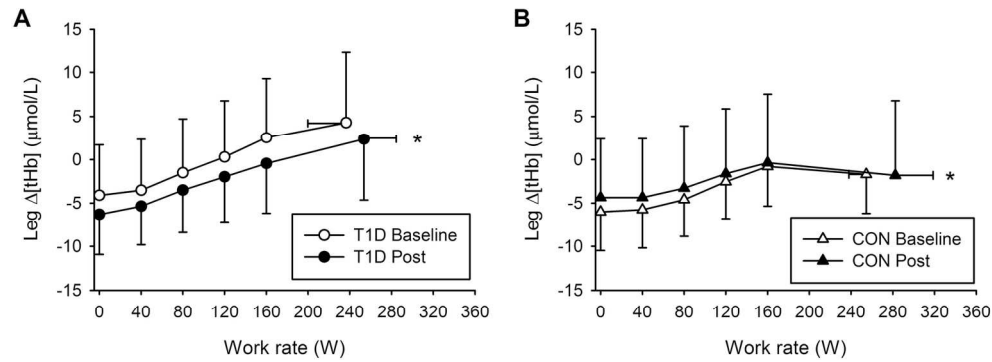 A
Leg Δ[tHb] (µmol/L)
15
10
5
0
-5
-10
-15
*
T1D Baseline
T1D Post
0 40 80 120 160 200 240 280 320 360
Work rate (W)
B
Leg Δ[tHb] (µmol/L)
15
10
5
0
-5
-10
-15
*
CON Baseline
CON Post
0 40 80 120 160 200 240 280 320 360
Work rate (W)